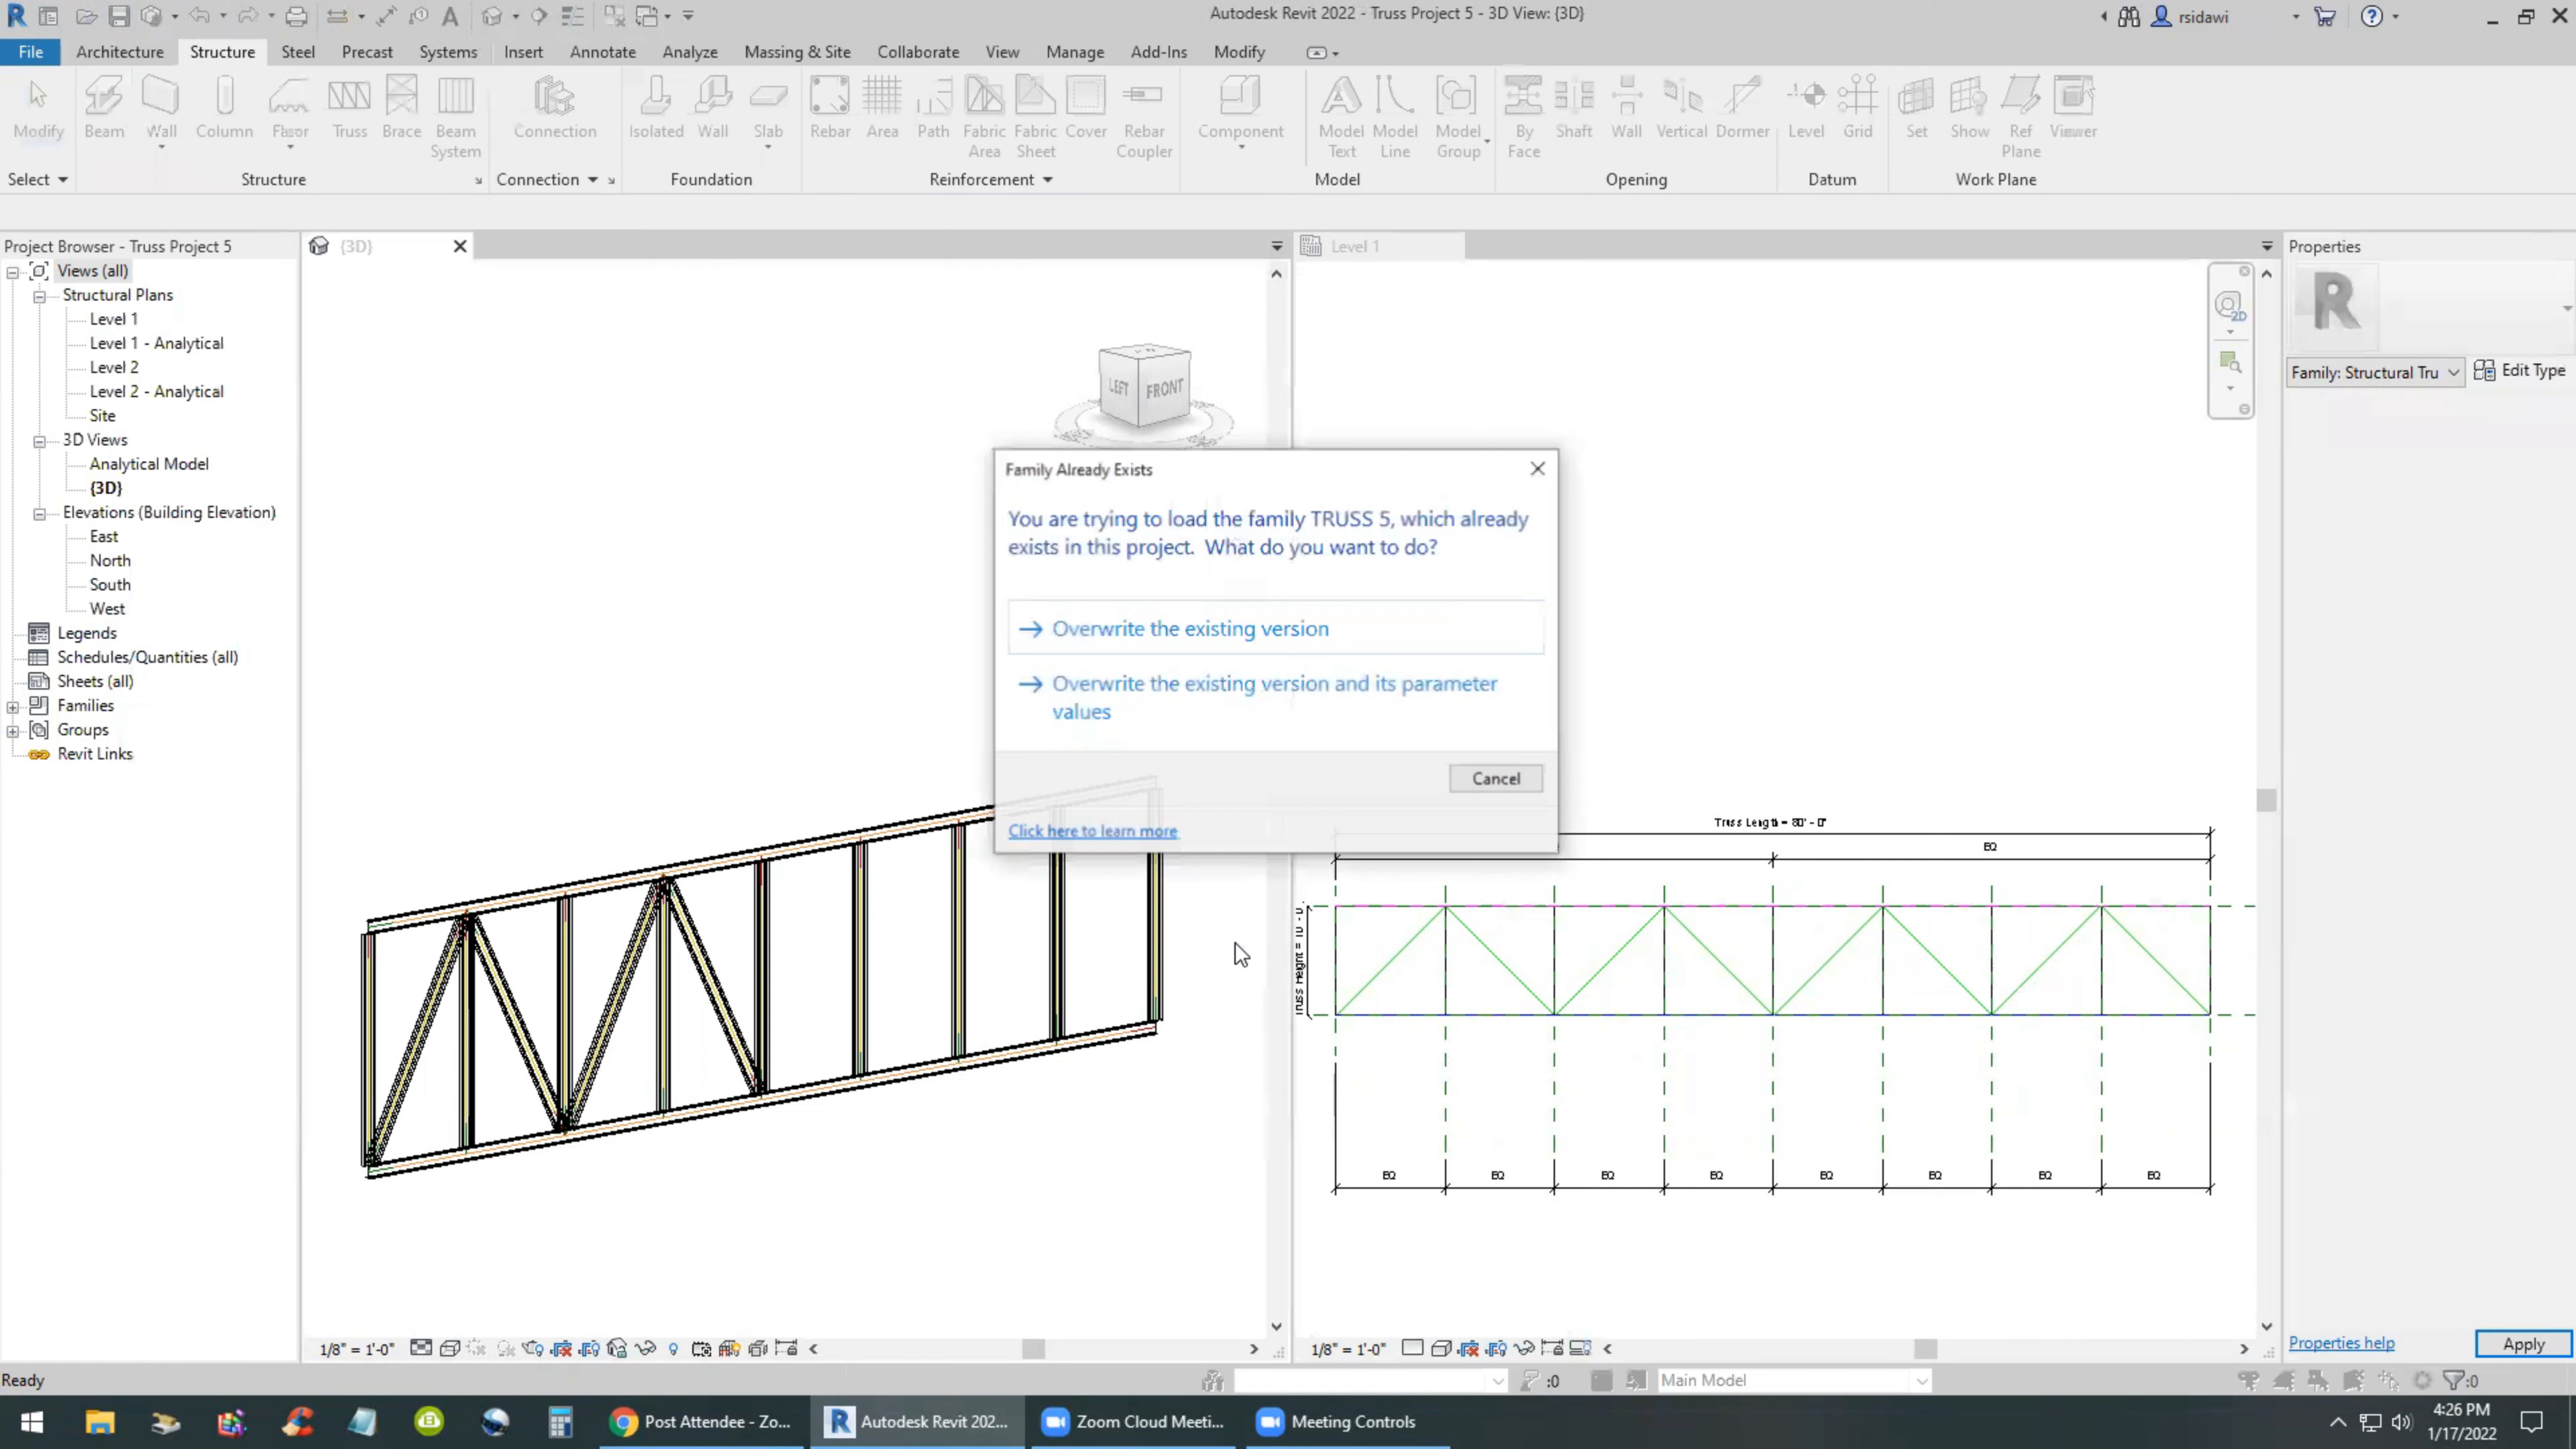 Autodesk Revit 2022 - Truss Project 5 - 3D View: {3D}
rsidawi
File Architecture Structure Steel Precast Systems Insert Annotate Analyze Massing & Site Collaborate View Manage Add-Ins Modify
Modify Beam Wall Column Floor Truss Brace Beam System Connection Isolated Wall Slab Rebar Area Path Fabric Area Fabric Sheet Cover Rebar Coupler Component Model Text Model Line Model Group By Face Shaft Wall Vertical Dormer Level Grid Set Show Ref Plane Viewer
Select Structure Connection Foundation Reinforcement Model Opening Datum Work Plane
Project Browser - Truss Project 5
Views (all)
Structural Plans
Level 1
Level 1 - Analytical
Level 2
Level 2 - Analytical
Site
3D Views
Analytical Model
{3D}
Elevations (Building Elevation)
East
North
South
West
Legends
Schedules/Quantities (all)
Sheets (all)
Families
Groups
Revit Links
{3D}
LEFT FRONT
Level 1
2D
Properties
R
Family: Structural Tru
Edit Type
Family Already Exists
You are trying to load the family TRUSS 5, which already
exists in this project. What do you want to do?
Overwrite the existing version
Overwrite the existing version and its parameter
values
Cancel
Click here to learn more
Truss Length = 80' - 0"
EQ
EQ EQ EQ EQ EQ EQ EQ EQ
1/8" = 1'-0"
1/8" = 1'-0"
Properties help
Apply
Ready
:0
Main Model
:0
Post Attendee - Zo...
Autodesk Revit 202...
Zoom Cloud Meeti...
Meeting Controls
4:26 PM
1/17/2022